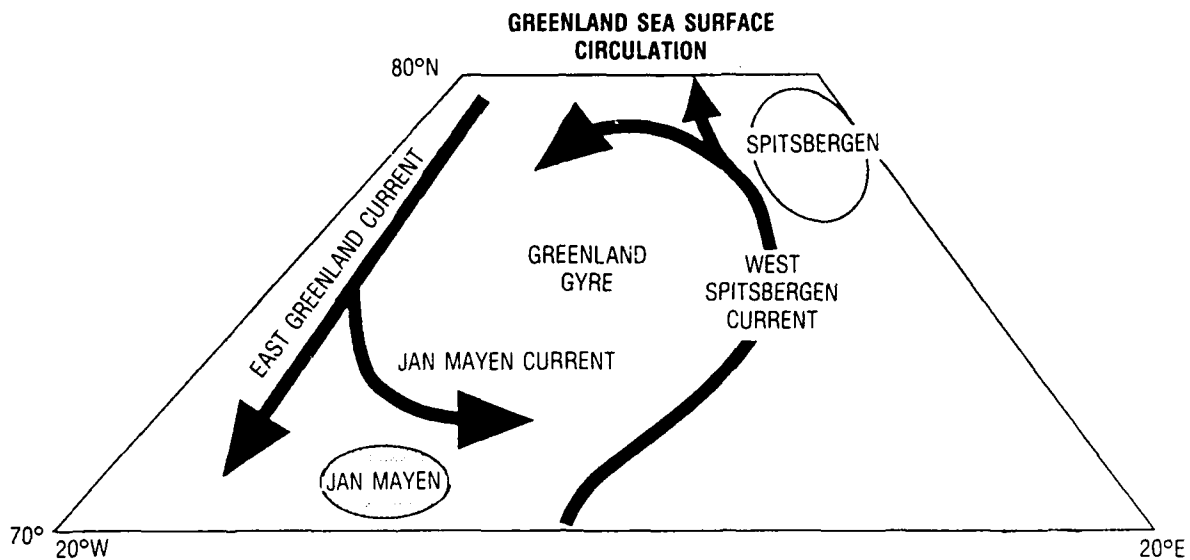 GREENLAND SEA SURFACE
CIRCULATION
80°N
SPITSBERGEN
EAST GREENLAND CURRENT
GREENLAND
GYRE
WEST
SPITSBERGEN
CURRENT
JAN MAYEN CURRENT
JAN MAYEN
70°
20°W
20°E